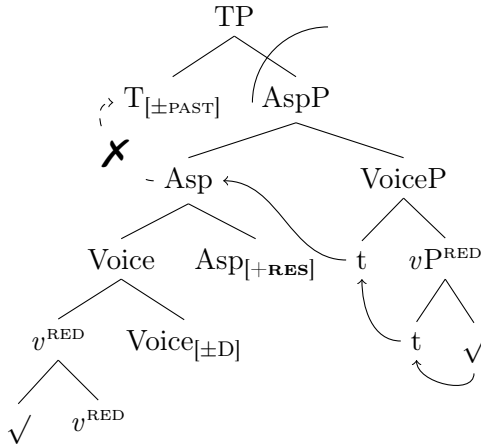 TP
T[±PAST] AspP
✗
Asp VoiceP
Voice Asp[+RES] t vP^RED
v^RED Voice[±D] t √
√ v^RED